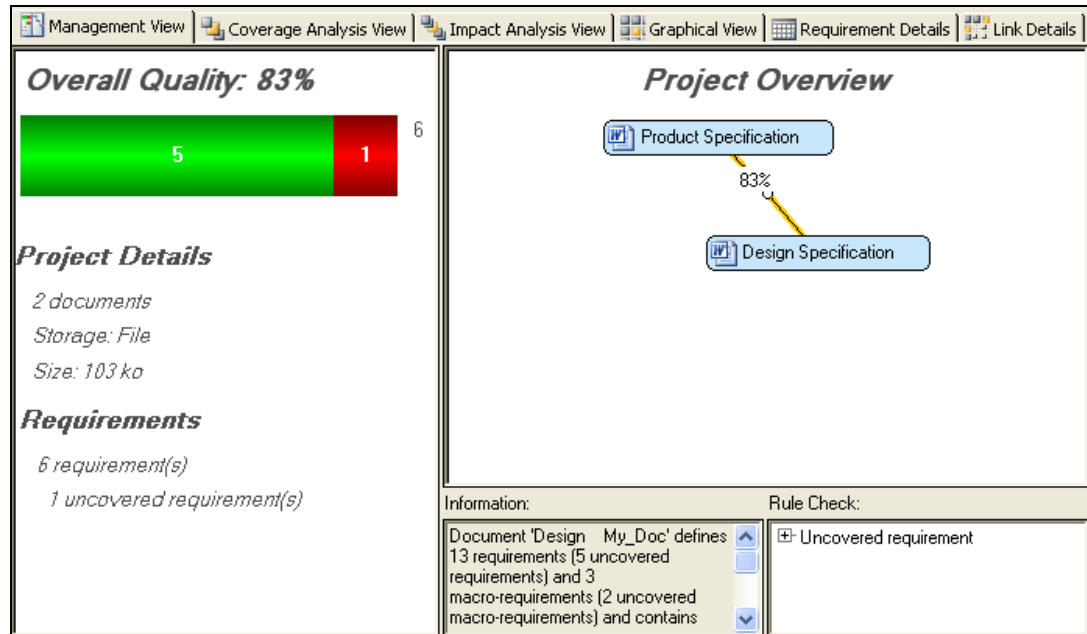 Management View Coverage Analysis View Impact Analysis View Graphical View Requirement Details Link Details
Overall Quality: 83%
5 1 6
Project Details
2 documents
Storage: File
Size: 103 ko
Requirements
6 requirement(s)
1 uncovered requirement(s)
Project Overview
Product Specification
83%
Design Specification
Information:
Document 'Design My_Doc' defines
13 requirements (5 uncovered
requirements) and 3
macro-requirements (2 uncovered
macro-requirements) and contains
Rule Check:
Uncovered requirement